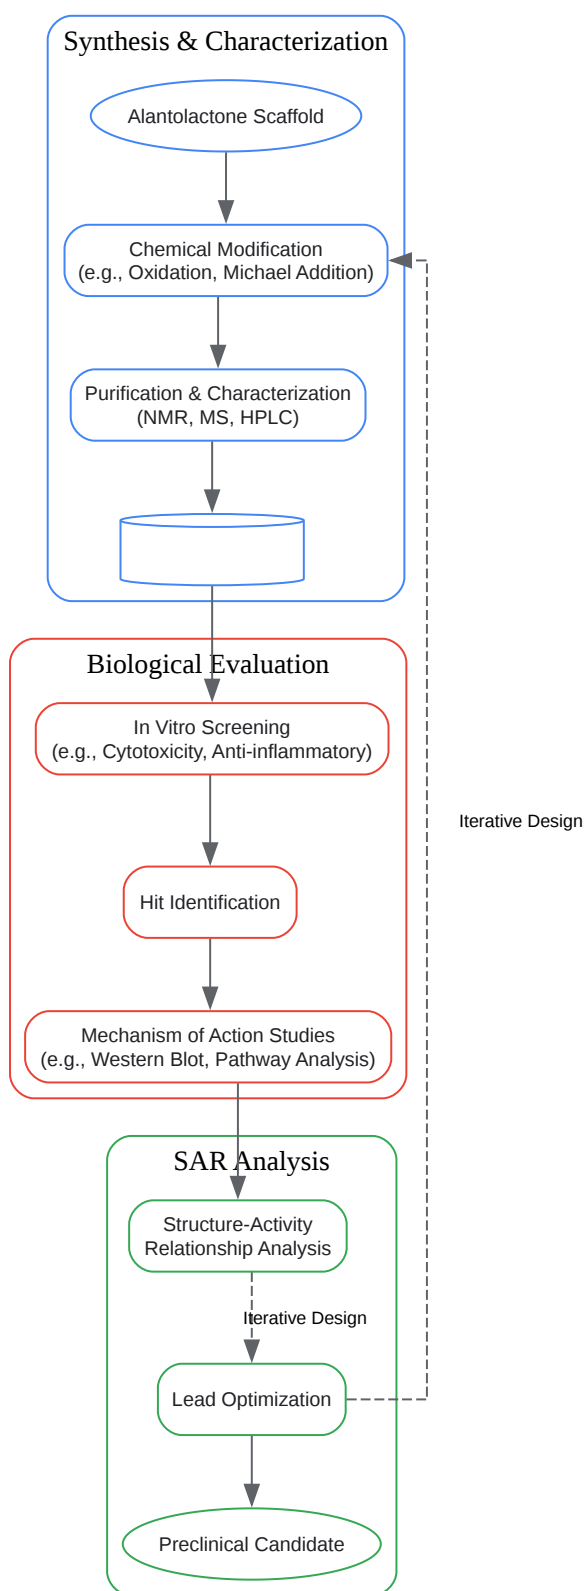 Synthesis & Characterization
Alantolactone Scaffold
Chemical Modification
(e.g., Oxidation, Michael Addition)
Purification & Characterization
(NMR, MS, HPLC)
Biological Evaluation
In Vitro Screening
(e.g., Cytotoxicity, Anti-inflammatory)
Iterative Design
Hit Identification
Mechanism of Action Studies
(e.g., Western Blot, Pathway Analysis)
SAR Analysis
Structure-Activity
Relationship Analysis
Iterative Design
Lead Optimization
Preclinical Candidate